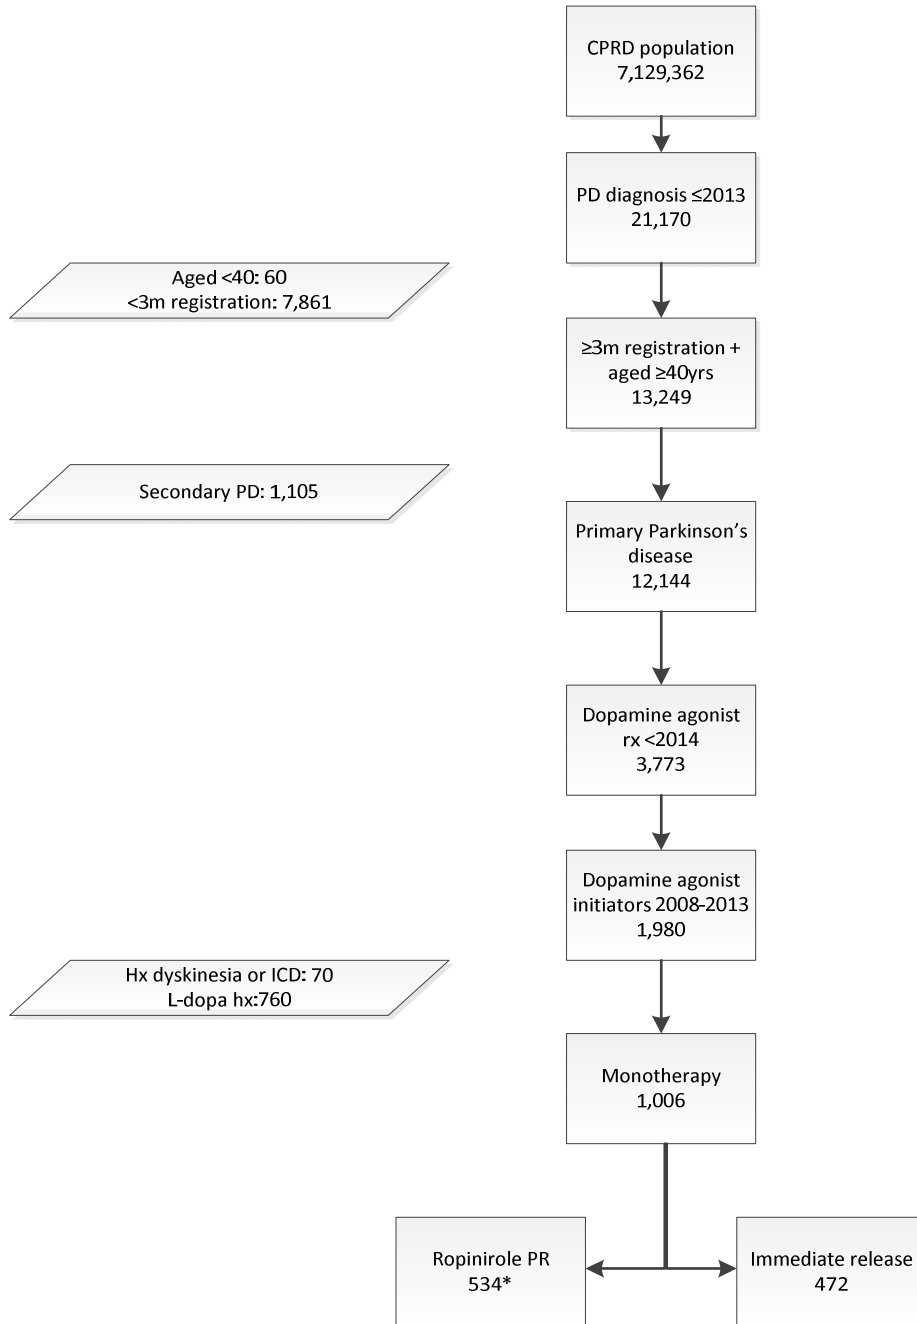 CPRD population
7,129,362
PD diagnosis ≤2013
21,170
Aged <40: 60
<3m registration: 7,861
≥3m registration +
aged ≥40yrs
13,249
Secondary PD: 1,105
Primary Parkinson's
disease
12,144
Dopamine agonist
rx <2014
3,773
Dopamine agonist
initiators 2008-2013
1,980
Hx dyskinesia or ICD: 70
L-dopa hx:760
Monotherapy
1,006
Ropinirole PR
534*
Immediate release
472